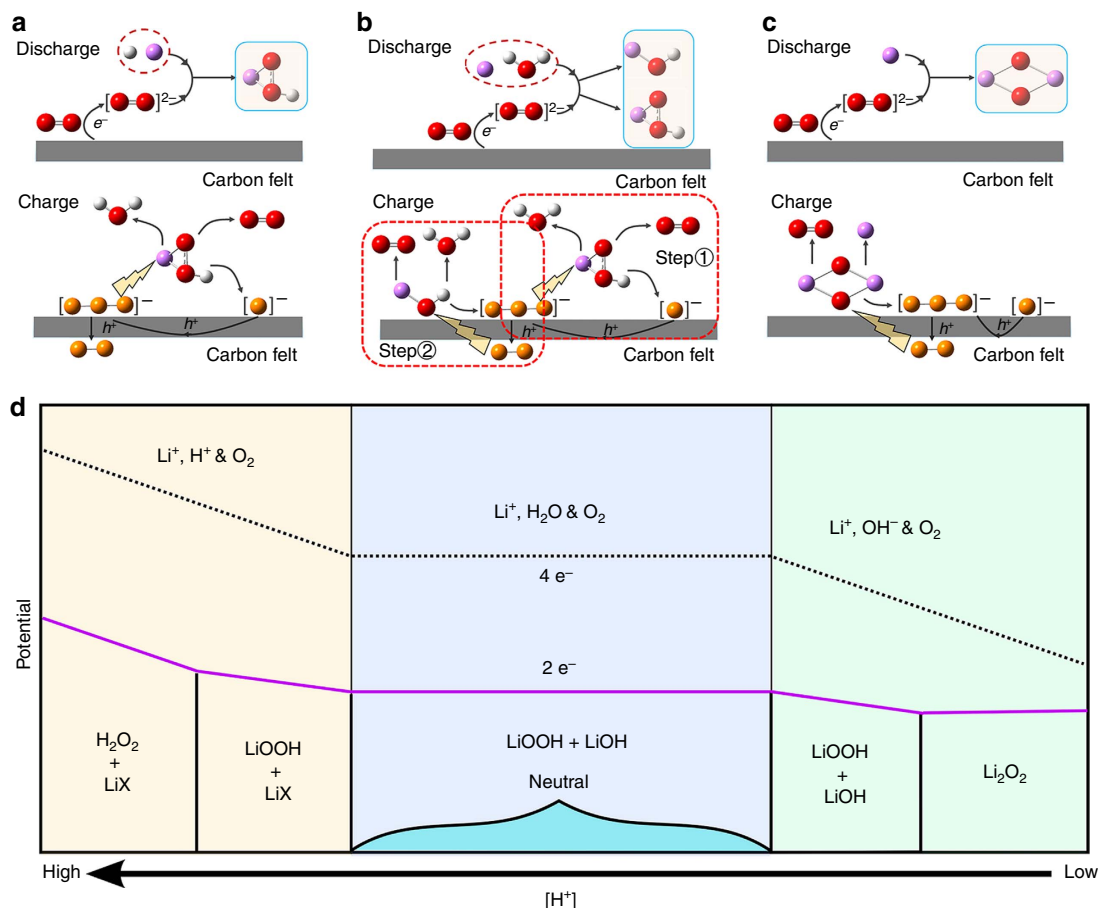 a
Discharge
[ ]²⁻
e⁻
Carbon felt
Charge
[ ]⁻
[ ]⁻
h⁺
h⁺
Carbon felt
b
Discharge
[ ]²⁻
e⁻
Carbon felt
Charge
Step①
[ ]⁻
[ ]⁻
h⁺
Step②
Carbon felt
c
Discharge
[ ]²⁻
e⁻
Carbon felt
Charge
[ ]⁻
[ ]⁻
h⁺
h⁺
Carbon felt
d
Potential
Li⁺, H⁺ & O₂
Li⁺, H₂O & O₂
Li⁺, OH⁻ & O₂
4 e⁻
2 e⁻
H₂O₂
+
LiX
LiOOH
+
LiX
LiOOH + LiOH
Neutral
LiOOH
+
LiOH
Li₂O₂
High
Low
[H⁺]